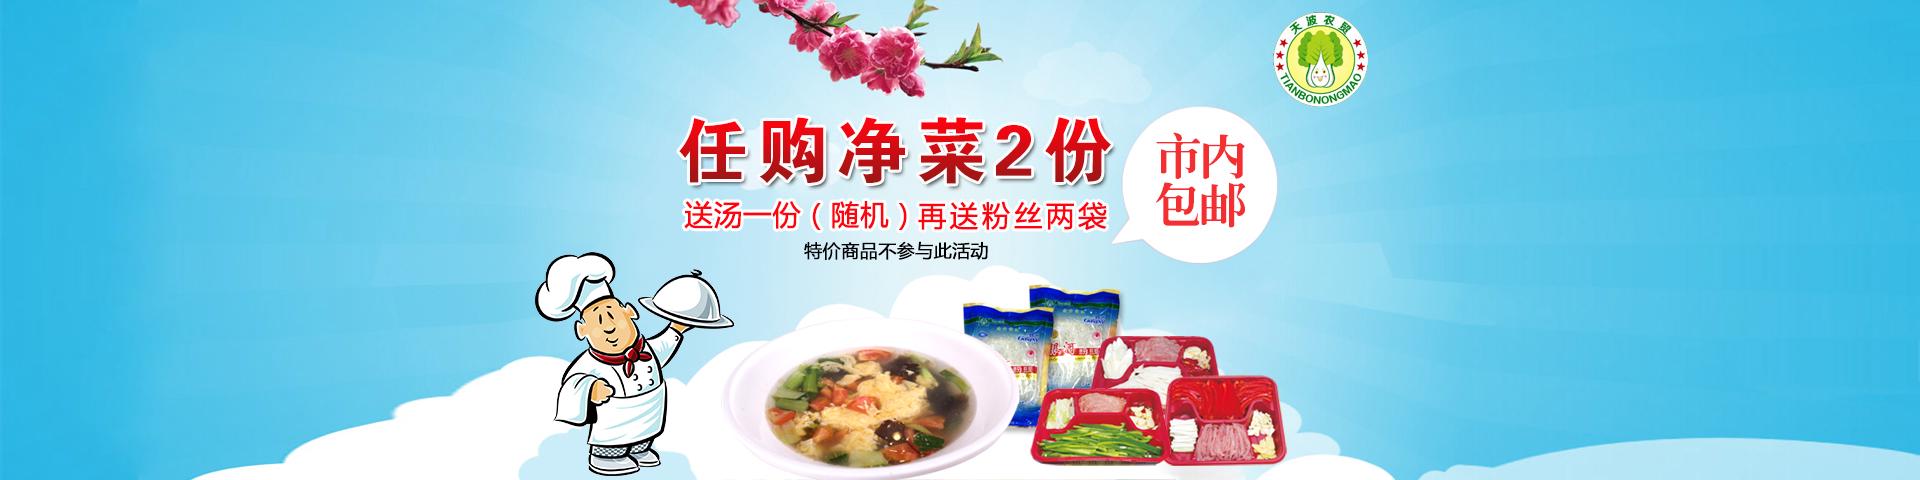 天波农贸
TIANBONONGMAO
任购净菜2份
市内
包邮
送汤一份（随机）再送粉丝两袋
特价商品不参与此活动